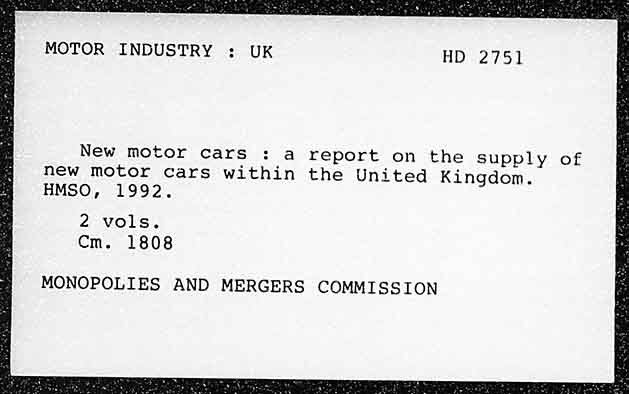 MOTOR INDUSTRY : UK HD 2751
New motor cars : a report on the supply of
new motor cars within the United Kingdom.
HMSO, 1992.
2 vols.
Cm. 1808
MONOPOLIES AND MERGERS COMMISSION